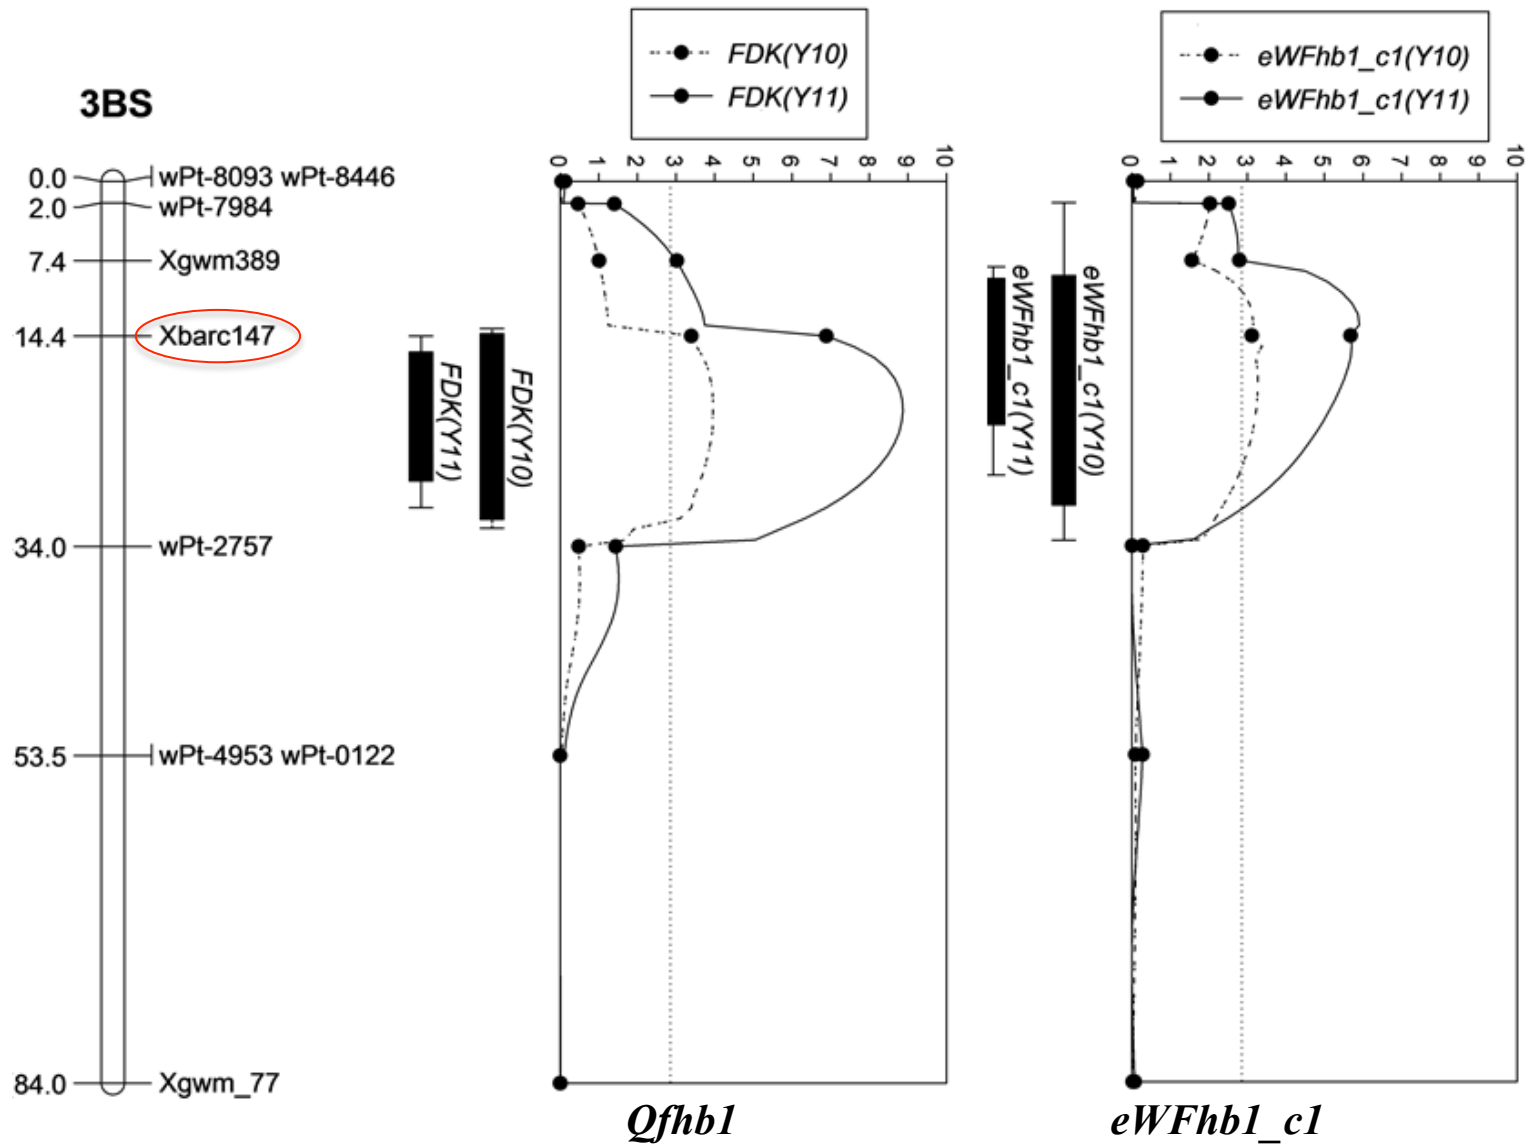 3BS
0.0 wPt-8093 wPt-8446
2.0 wPt-7984
7.4 Xgwm389
14.4 Xbarc147
34.0 wPt-2757
53.5 wPt-4953 wPt-0122
84.0 Xgwm_77
FDK(Y11)
FDK(Y10)
FDK(Y10)
FDK(Y11)
0 1 2 3 4 5 6 7 8 9 10
Qfhb1
eWFhb1_c1(Y11)
eWFhb1_c1(Y10)
eWFhb1_c1(Y10)
eWFhb1_c1(Y11)
0 1 2 3 4 5 6 7 8 9 10
eWFhb1_c1